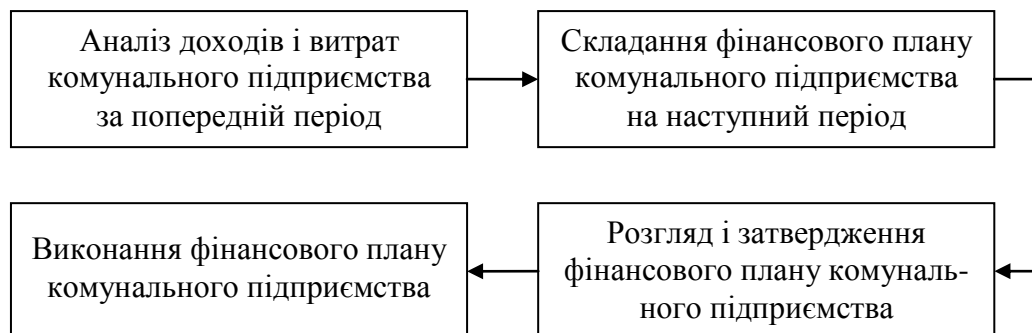 Аналіз доходів і витрат
комунального підприємства
за попередній період
Складання фінансового плану
комунального підприємства
на наступний період
Розгляд і затвердження
фінансового плану комуналь-
ного підприємства
Виконання фінансового плану
комунального підприємства